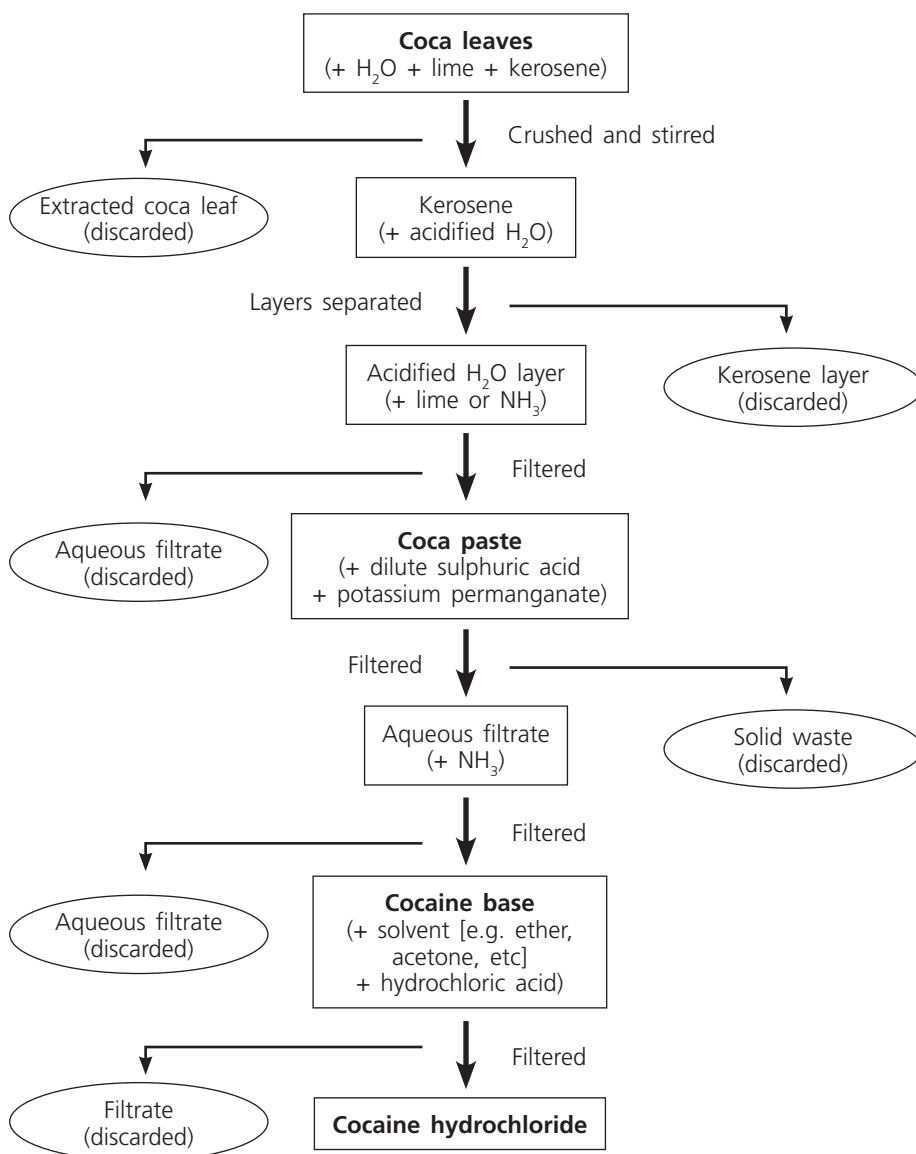 Coca leaves
(+ H₂O + lime + kerosene)
Crushed and stirred
Extracted coca leaf
(discarded)
Kerosene
(+ acidified H₂O)
Layers separated
Acidified H₂O layer
(+ lime or NH₃)
Kerosene layer
(discarded)
Filtered
Aqueous filtrate
(discarded)
Coca paste
(+ dilute sulphuric acid
+ potassium permanganate)
Filtered
Aqueous filtrate
(+ NH₃)
Solid waste
(discarded)
Filtered
Aqueous filtrate
(discarded)
Cocaine base
(+ solvent [e.g. ether,
acetone, etc]
+ hydrochloric acid)
Filtered
Filtrate
(discarded)
Cocaine hydrochloride